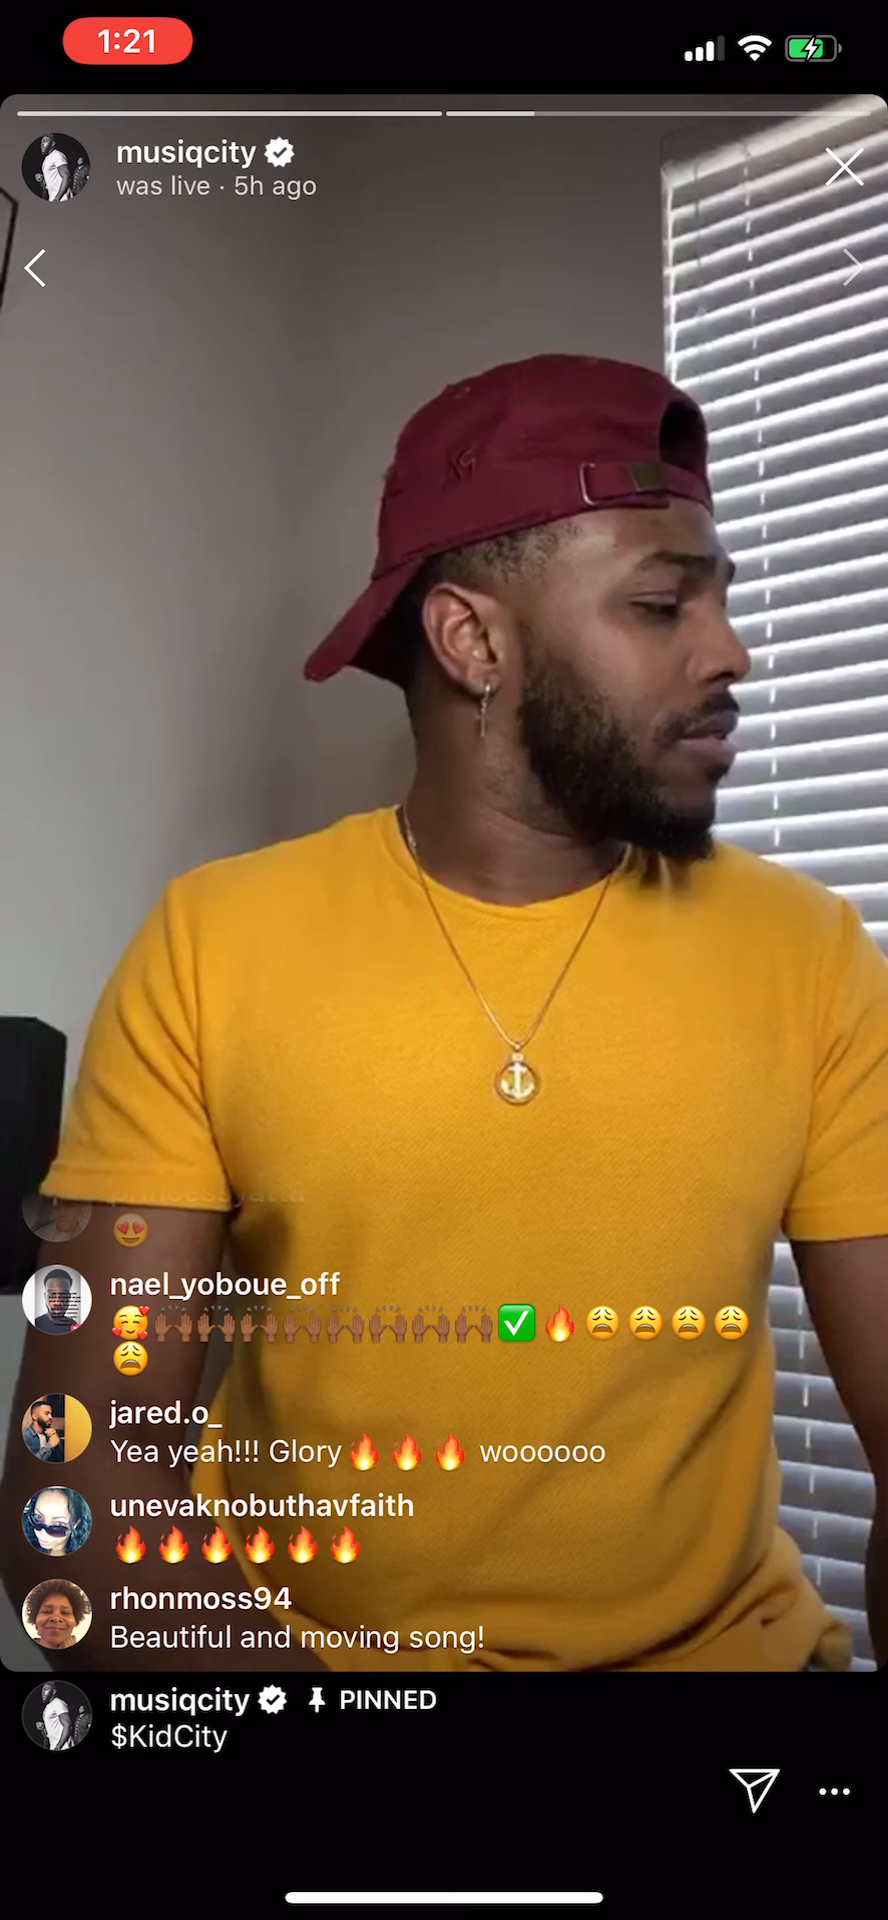 1:21
musiqcity
was live · 5h ago
princessyatta
😍
nael_yoboue_off
🥰🙌🏾🙌🏾🙌🏾🙌🏾🙌🏾🙌🏾🙌🏾🙌🏾✅🔥😩😩😩😩
😩
jared.o_
Yea yeah!!! Glory🔥🔥🔥 woooooo
unevaknobuthavfaith
🔥🔥🔥🔥🔥🔥
rhonmoss94
Beautiful and moving song!
musiqcity PINNED
$KidCity